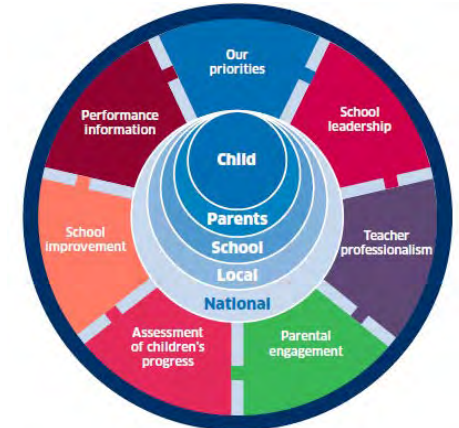 Our
priorities
School
leadership
Teacher
professionalism
Parental
engagement
Assessment
of children's
progress
School
improvement
Performance
information
Child
Parents
School
Local
National